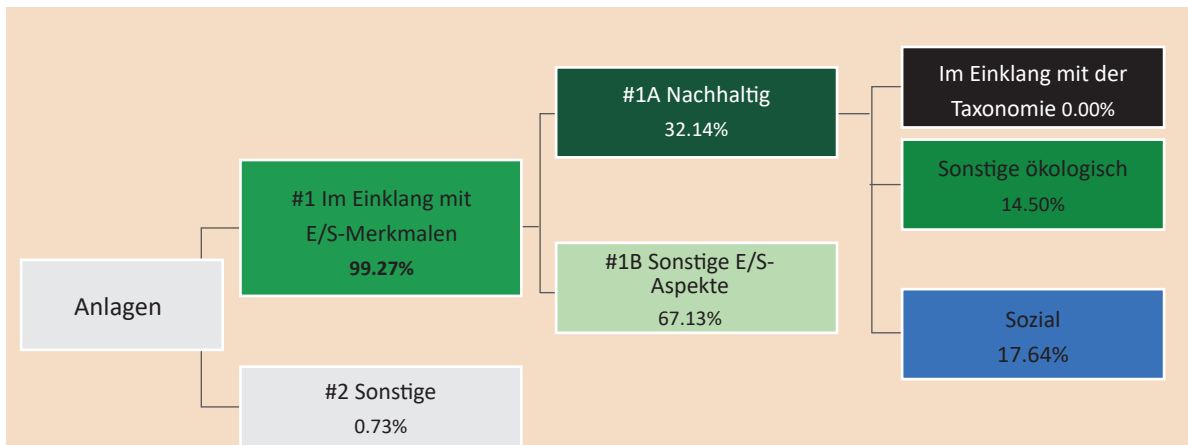 Anlagen
#1 Im Einklang mit
E/S-Merkmalen
99.27%
#2 Sonstige
0.73%
#1A Nachhaltig
32.14%
#1B Sonstige E/S-
Aspekte
67.13%
Im Einklang mit der
Taxonomie 0.00%
Sonstige ökologisch
14.50%
Sozial
17.64%